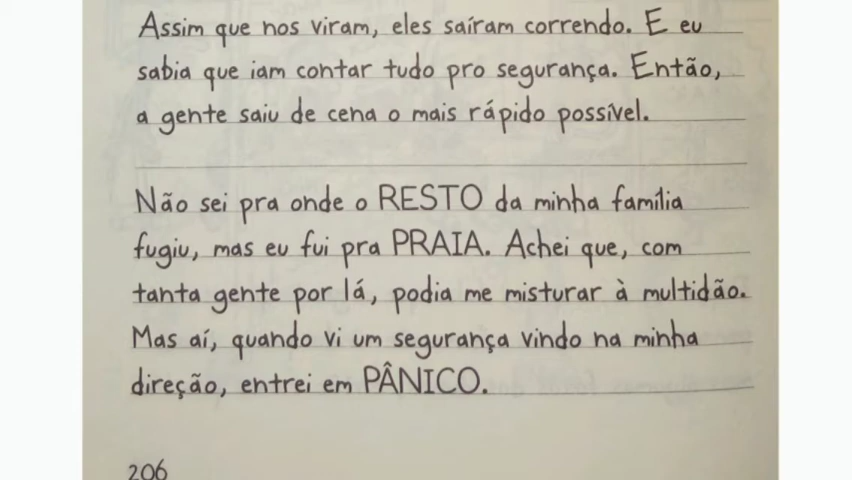 Assim que nos viram, eles saíram correndo. E eu
sabia que iam contar tudo pro segurança. Então,
a gente saiu de cena o mais rápido possível.
Não sei pra onde o RESTO da minha família
fugiu, mas eu fui pra PRAIA. Achei que, com
tanta gente por lá, podia me misturar à multidão.
Mas aí, quando vi um segurança vindo na minha
direção, entrei em PÂNICO.
206